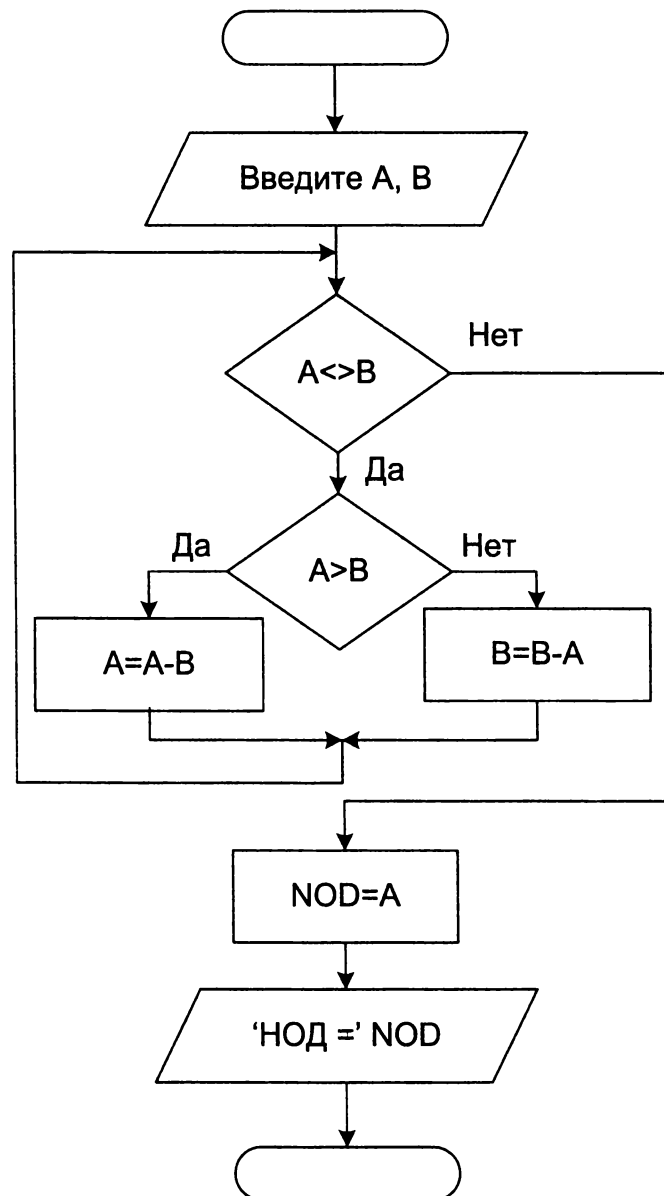 Введите А, В
Нет
А<>В
Да
Да
Нет
А>В
А=А-В
В=В-А
NOD=A
‘НОД =’ NOD